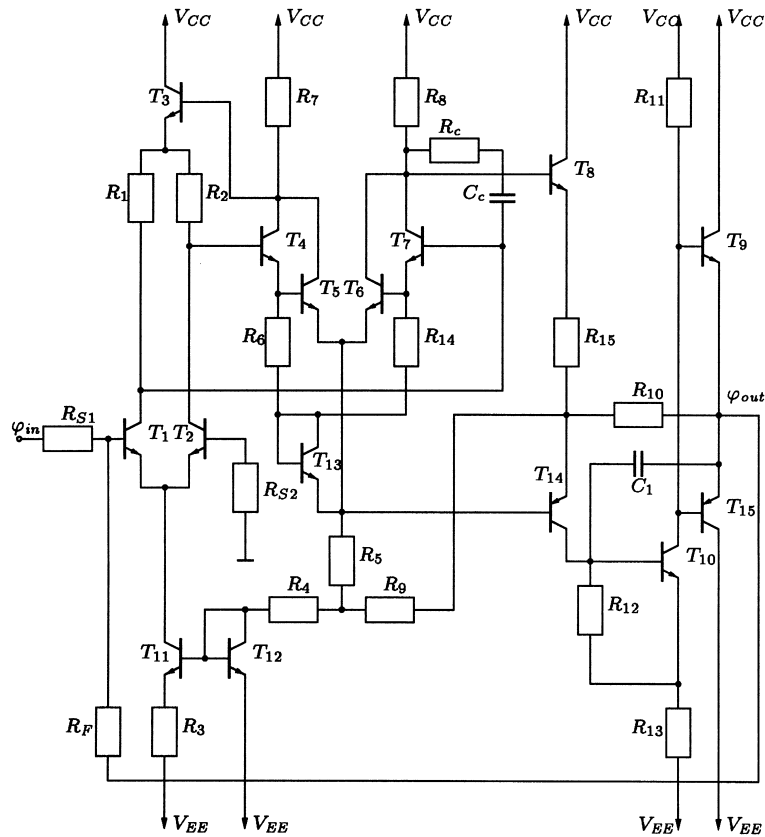 V_CC V_CC V_CC V_CC V_CC V_CC
T_3 R_7 R_8 R_11
R_c
R_1 R_2 C_c T_8
T_4 T_7 T_9
T_5 T_6
R_6 R_14 R_15
R_10 φ_out
φ_in R_S1 T_1 T_2
T_13 T_14
R_S2 C_1 T_15
R_5 T_10
R_4 R_9 R_12
T_11 T_12
R_F R_3 R_13
V_EE V_EE V_EE V_EE